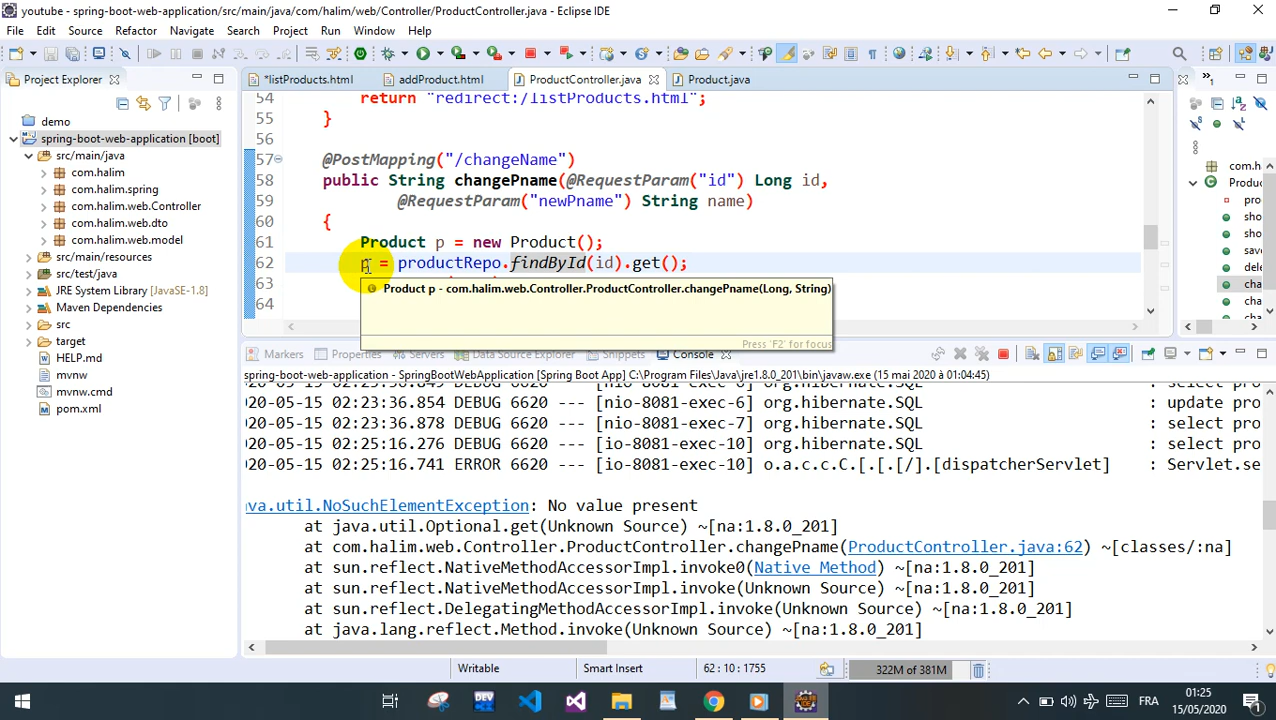 youtube - spring-boot-web-application/src/main/java/com/halim/web/Controller/ProductController.java - Eclipse IDE
File Edit Source Refactor Navigate Search Project Run Window Help
Project Explorer
*listProducts.html addProduct.html ProductController.java Product.java
demo
spring-boot-web-application [boot]
src/main/java
com.halim
com.halim.spring
com.halim.web.Controller
com.halim.web.dto
com.halim.web.model
src/main/resources
src/test/java
JRE System Library [JavaSE-1.8]
Maven Dependencies
src
target
HELP.md
mvnw
mvnw.cmd
pom.xml
54 return "redirect:/listProducts.html";
55 }
56
57 @PostMapping("/changeName")
58 public String changePname(@RequestParam("id") Long id,
59 @RequestParam("newPname") String name)
60 {
61 Product p = new Product();
62 p = productRepo.findById(id).get();
63
64
Product p - com.halim.web.Controller.ProductController.changePname(Long, String)
Press 'F2' for focus
com.h
Produ
pro
sho
sho
sav
del
sho
cha
cha
cha
Markers Properties Servers Data Source Explorer Snippets Console
spring-boot-web-application - SpringBootWebApplication [Spring Boot App] C:\Program Files\Java\jre1.8.0_201\bin\javaw.exe (15 mai 2020 à 01:04:45)
020-05-15 02:23:36.854 DEBUG 6620 --- [nio-8081-exec-6] org.hibernate.SQL : update pro
020-05-15 02:23:36.878 DEBUG 6620 --- [nio-8081-exec-7] org.hibernate.SQL : select pro
020-05-15 02:25:16.276 DEBUG 6620 --- [io-8081-exec-10] org.hibernate.SQL : select pro
020-05-15 02:25:16.741 ERROR 6620 --- [io-8081-exec-10] o.a.c.c.C.[.[.[/].[dispatcherServlet] : Servlet.se
ava.util.NoSuchElementException: No value present
at java.util.Optional.get(Unknown Source) ~[na:1.8.0_201]
at com.halim.web.Controller.ProductController.changePname(ProductController.java:62) ~[classes/:na]
at sun.reflect.NativeMethodAccessorImpl.invoke0(Native Method) ~[na:1.8.0_201]
at sun.reflect.NativeMethodAccessorImpl.invoke(Unknown Source) ~[na:1.8.0_201]
at sun.reflect.DelegatingMethodAccessorImpl.invoke(Unknown Source) ~[na:1.8.0_201]
at java.lang.reflect.Method.invoke(Unknown Source) ~[na:1.8.0_201]
Writable Smart Insert 62 : 10 : 1755 322M of 381M
FRA 01:25
15/05/2020